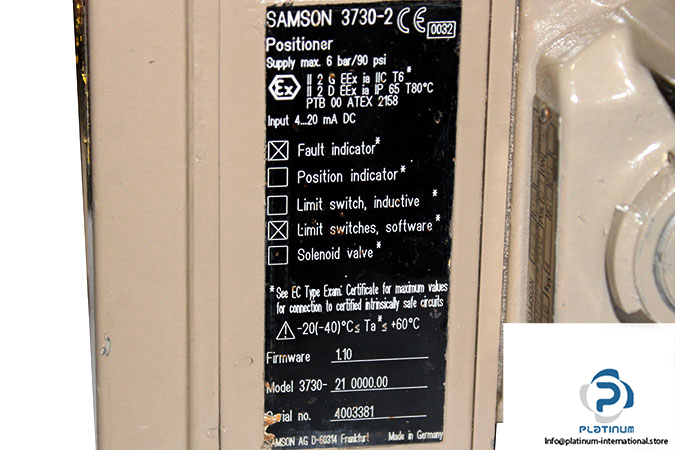 SAMSON 3730-2 CE 0032
Positioner
Supply max. 6 bar/90 psi
Ex II 2 G EEx ia IIC T6*
II 2 D EEx ia IP 65 T80°C
PTB 00 ATEX 2158
Input 4...20 mA DC
Fault indicator*
Position indicator*
Limit switch, inductive *
Limit switches, software*
Solenoid valve*
*See EC Type Exam. Certificate for maximum values
for connection to certified intrinsically safe circuits
-20(-40)°C≤ Ta*≤ +60°C
Firmware 1.10
Model 3730- 21 0000.00
Serial no. 4003381
SAMSON AG D-60314 Frankfurt Made in Germany
PLATINUM
info@platinum-international.store